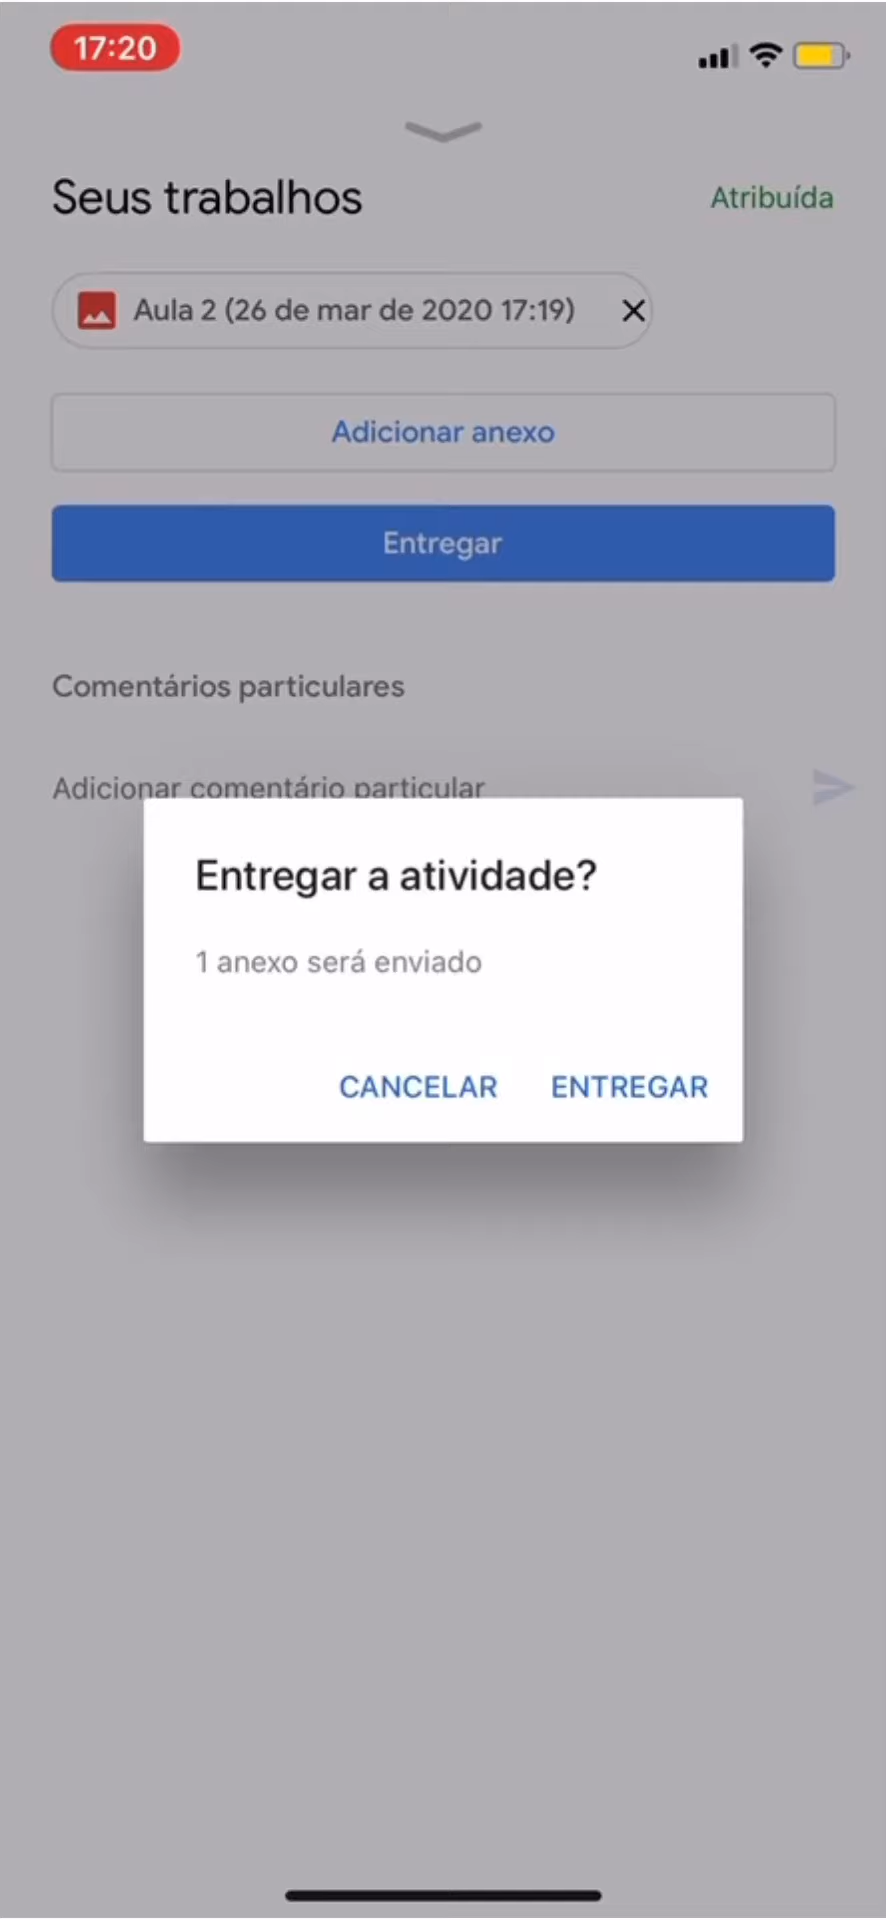 17:20
Seus trabalhos
Atribuída
Aula 2 (26 de mar de 2020 17:19)
Adicionar anexo
Entregar
Comentários particulares
Adicionar comentário particular
Entregar a atividade?
1 anexo será enviado
CANCELAR ENTREGAR